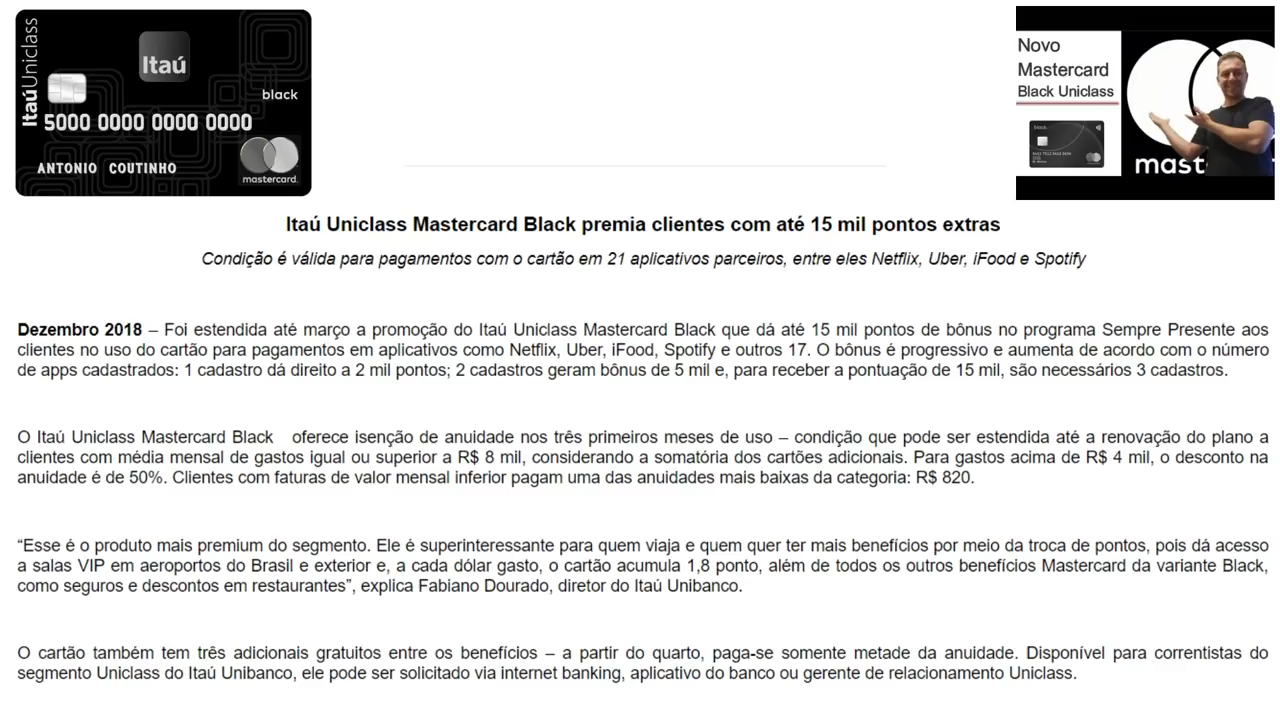 ItaúUniclass
Itaú
black
5000 0000 0000 0000
ANTONIO COUTINHO
mastercard.
Novo
Mastercard
Black Uniclass
black
mast
Itaú Uniclass Mastercard Black premia clientes com até 15 mil pontos extras
Condição é válida para pagamentos com o cartão em 21 aplicativos parceiros, entre eles Netflix, Uber, iFood e Spotify
Dezembro 2018 – Foi estendida até março a promoção do Itaú Uniclass Mastercard Black que dá até 15 mil pontos de bônus no programa Sempre Presente aos
clientes no uso do cartão para pagamentos em aplicativos como Netflix, Uber, iFood, Spotify e outros 17. O bônus é progressivo e aumenta de acordo com o número
de apps cadastrados: 1 cadastro dá direito a 2 mil pontos; 2 cadastros geram bônus de 5 mil e, para receber a pontuação de 15 mil, são necessários 3 cadastros.
O Itaú Uniclass Mastercard Black oferece isenção de anuidade nos três primeiros meses de uso – condição que pode ser estendida até a renovação do plano a
clientes com média mensal de gastos igual ou superior a R$ 8 mil, considerando a somatória dos cartões adicionais. Para gastos acima de R$ 4 mil, o desconto na
anuidade é de 50%. Clientes com faturas de valor mensal inferior pagam uma das anuidades mais baixas da categoria: R$ 820.
“Esse é o produto mais premium do segmento. Ele é superinteressante para quem viaja e quem quer ter mais benefícios por meio da troca de pontos, pois dá acesso
a salas VIP em aeroportos do Brasil e exterior e, a cada dólar gasto, o cartão acumula 1,8 ponto, além de todos os outros benefícios Mastercard da variante Black,
como seguros e descontos em restaurantes”, explica Fabiano Dourado, diretor do Itaú Unibanco.
O cartão também tem três adicionais gratuitos entre os benefícios – a partir do quarto, paga-se somente metade da anuidade. Disponível para correntistas do
segmento Uniclass do Itaú Unibanco, ele pode ser solicitado via internet banking, aplicativo do banco ou gerente de relacionamento Uniclass.